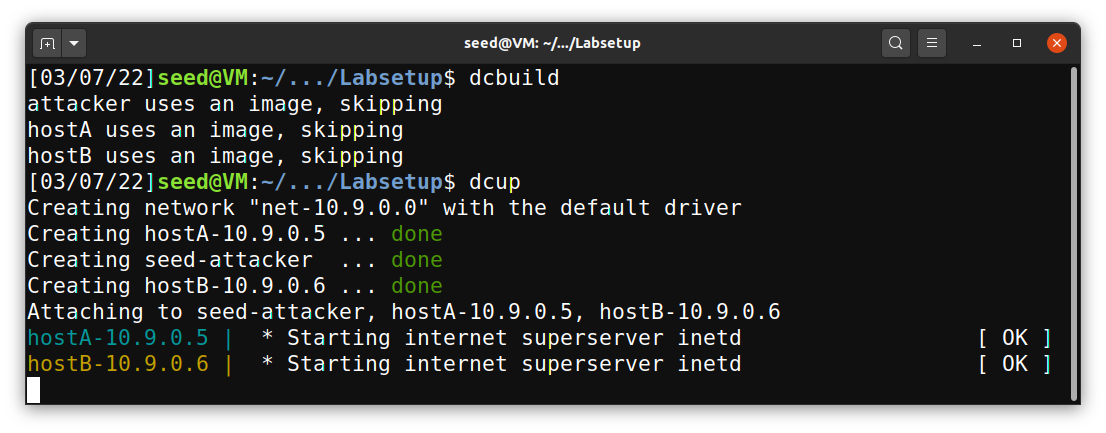 seed@VM: ~/.../Labsetup
[03/07/22]seed@VM:~/.../Labsetup$ dcbuild
attacker uses an image, skipping
hostA uses an image, skipping
hostB uses an image, skipping
[03/07/22]seed@VM:~/.../Labsetup$ dcup
Creating network "net-10.9.0.0" with the default driver
Creating hostA-10.9.0.5 ... done
Creating seed-attacker  ... done
Creating hostB-10.9.0.6 ... done
Attaching to seed-attacker, hostA-10.9.0.5, hostB-10.9.0.6
hostA-10.9.0.5 |  * Starting internet superserver inetd                  [ OK ]
hostB-10.9.0.6 |  * Starting internet superserver inetd                  [ OK ]